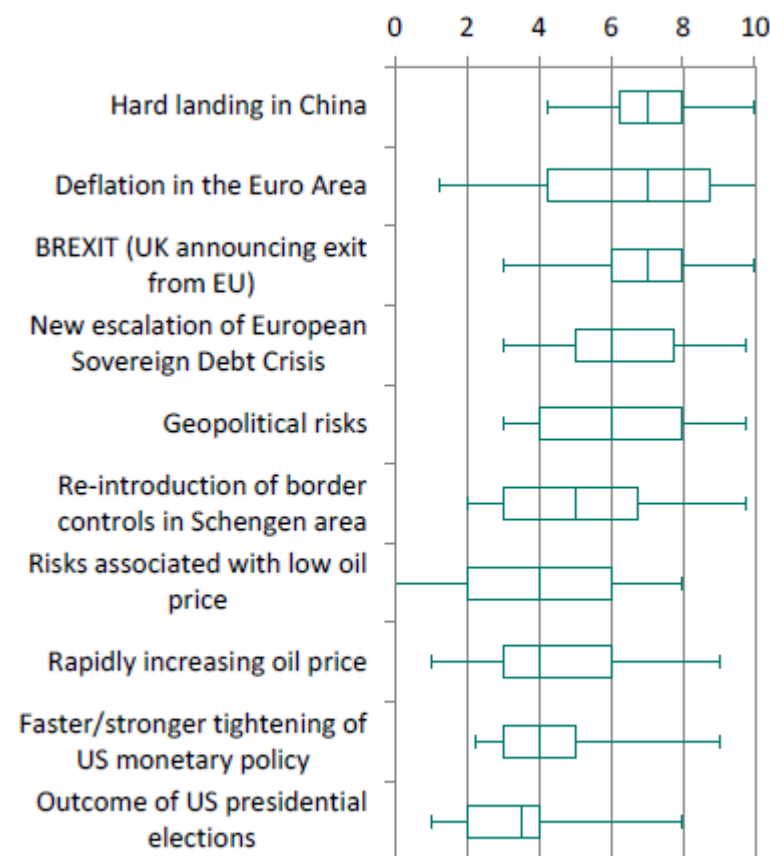 0 2 4 6 8 10
Hard landing in China
Deflation in the Euro Area
BREXIT (UK announcing exit
from EU)
New escalation of European
Sovereign Debt Crisis
Geopolitical risks
Re-introduction of border
controls in Schengen area
Risks associated with low oil
price
Rapidly increasing oil price
Faster/stronger tightening of
US monetary policy
Outcome of US presidential
elections